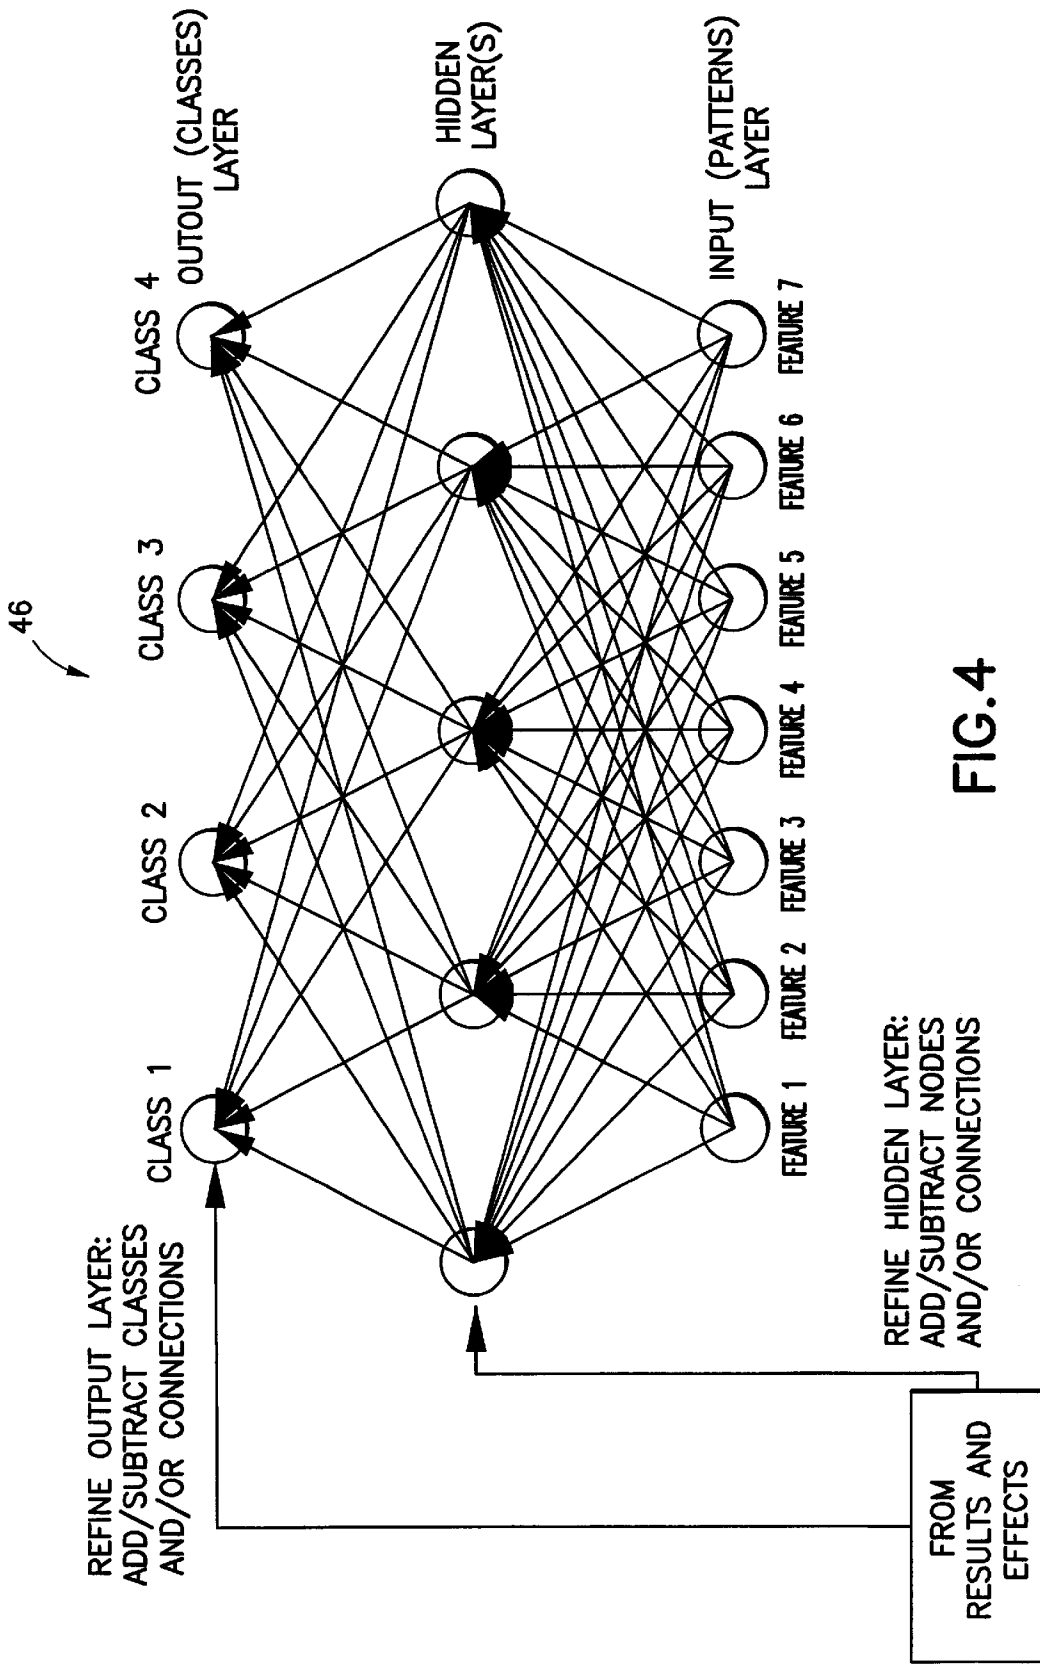 46
REFINE OUTPUT LAYER:
ADD/SUBTRACT CLASSES
AND/OR CONNECTIONS
CLASS 1
CLASS 2
CLASS 3
CLASS 4
OUTOUT (CLASSES)
LAYER
HIDDEN
LAYER(S)
INPUT (PATTERNS)
LAYER
FEATURE 1
FEATURE 2
FEATURE 3
FEATURE 4
FEATURE 5
FEATURE 6
FEATURE 7
REFINE HIDDEN LAYER:
ADD/SUBTRACT NODES
AND/OR CONNECTIONS
FROM
RESULTS AND
EFFECTS
FIG.4